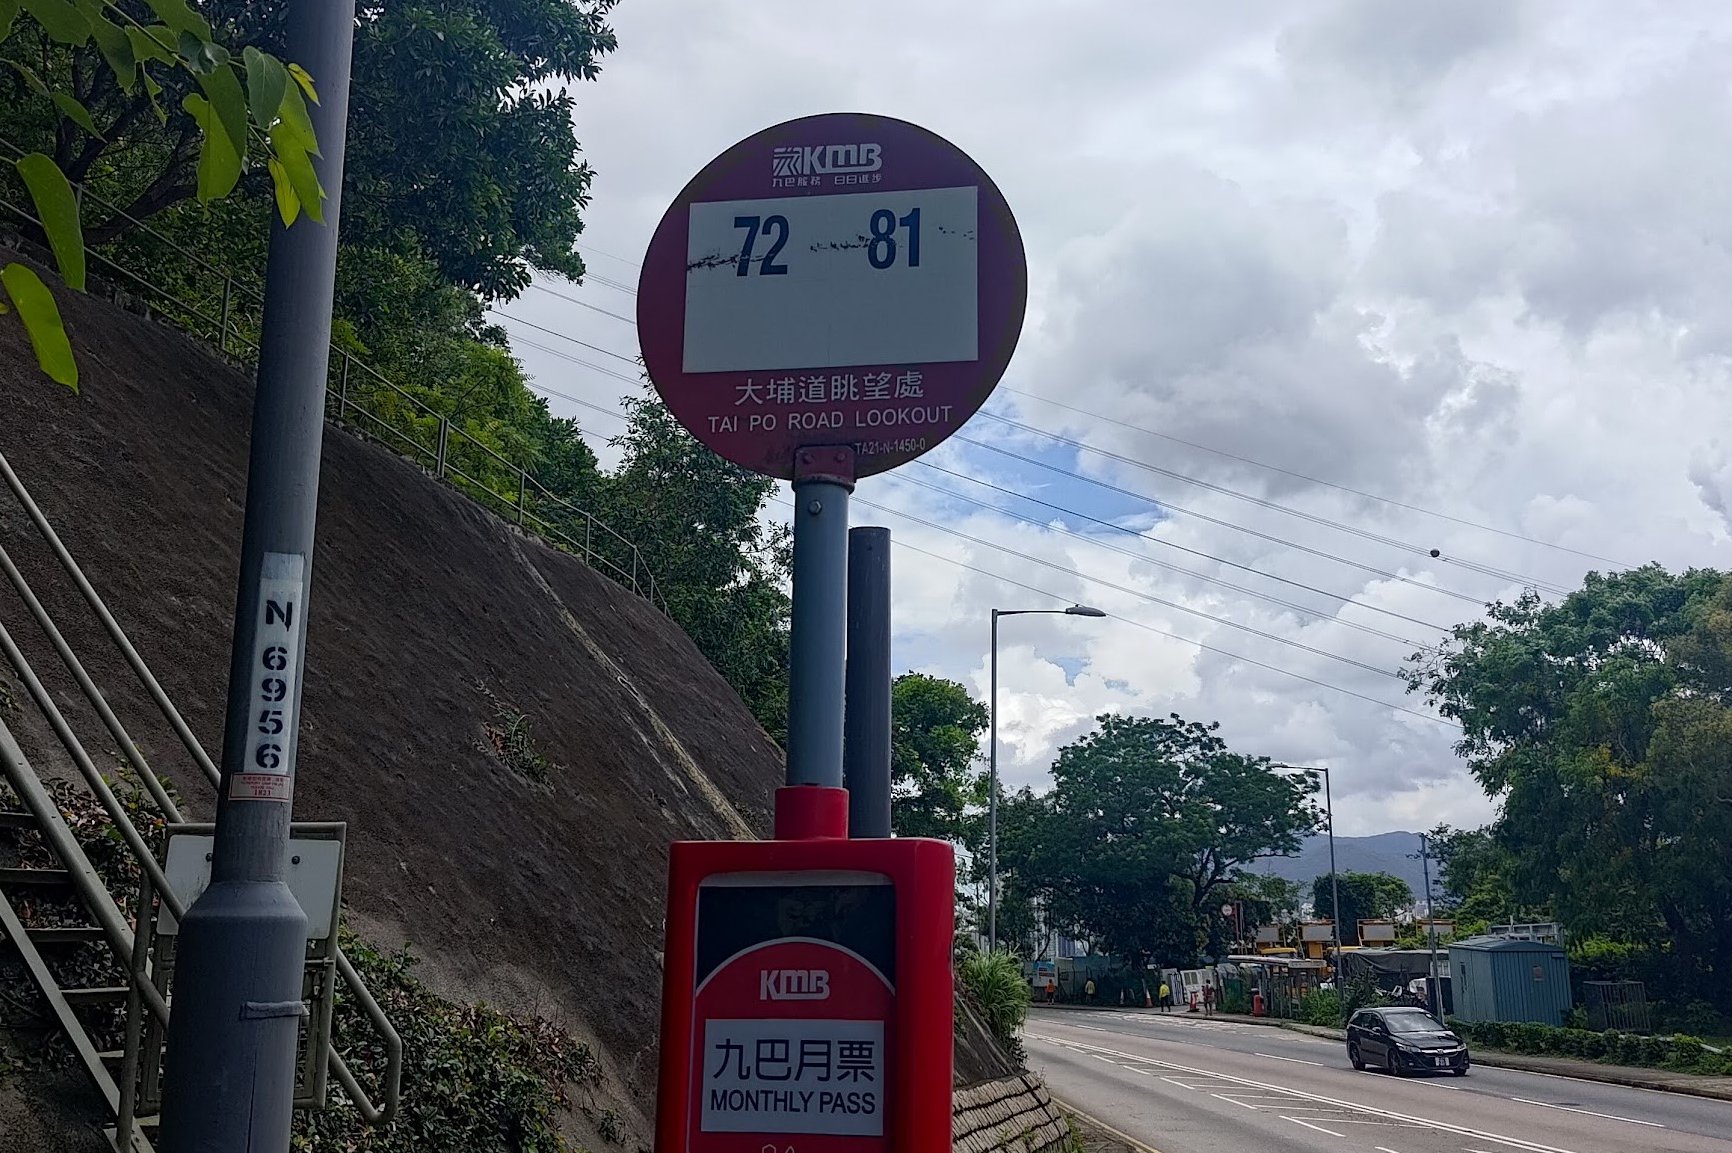 KMB
九巴服務 日日進步
72 81
大埔道眺望處
TAI PO ROAD LOOKOUT
TA21-N-1450-0
N
6956
KMB
九巴月票
MONTHLY PASS